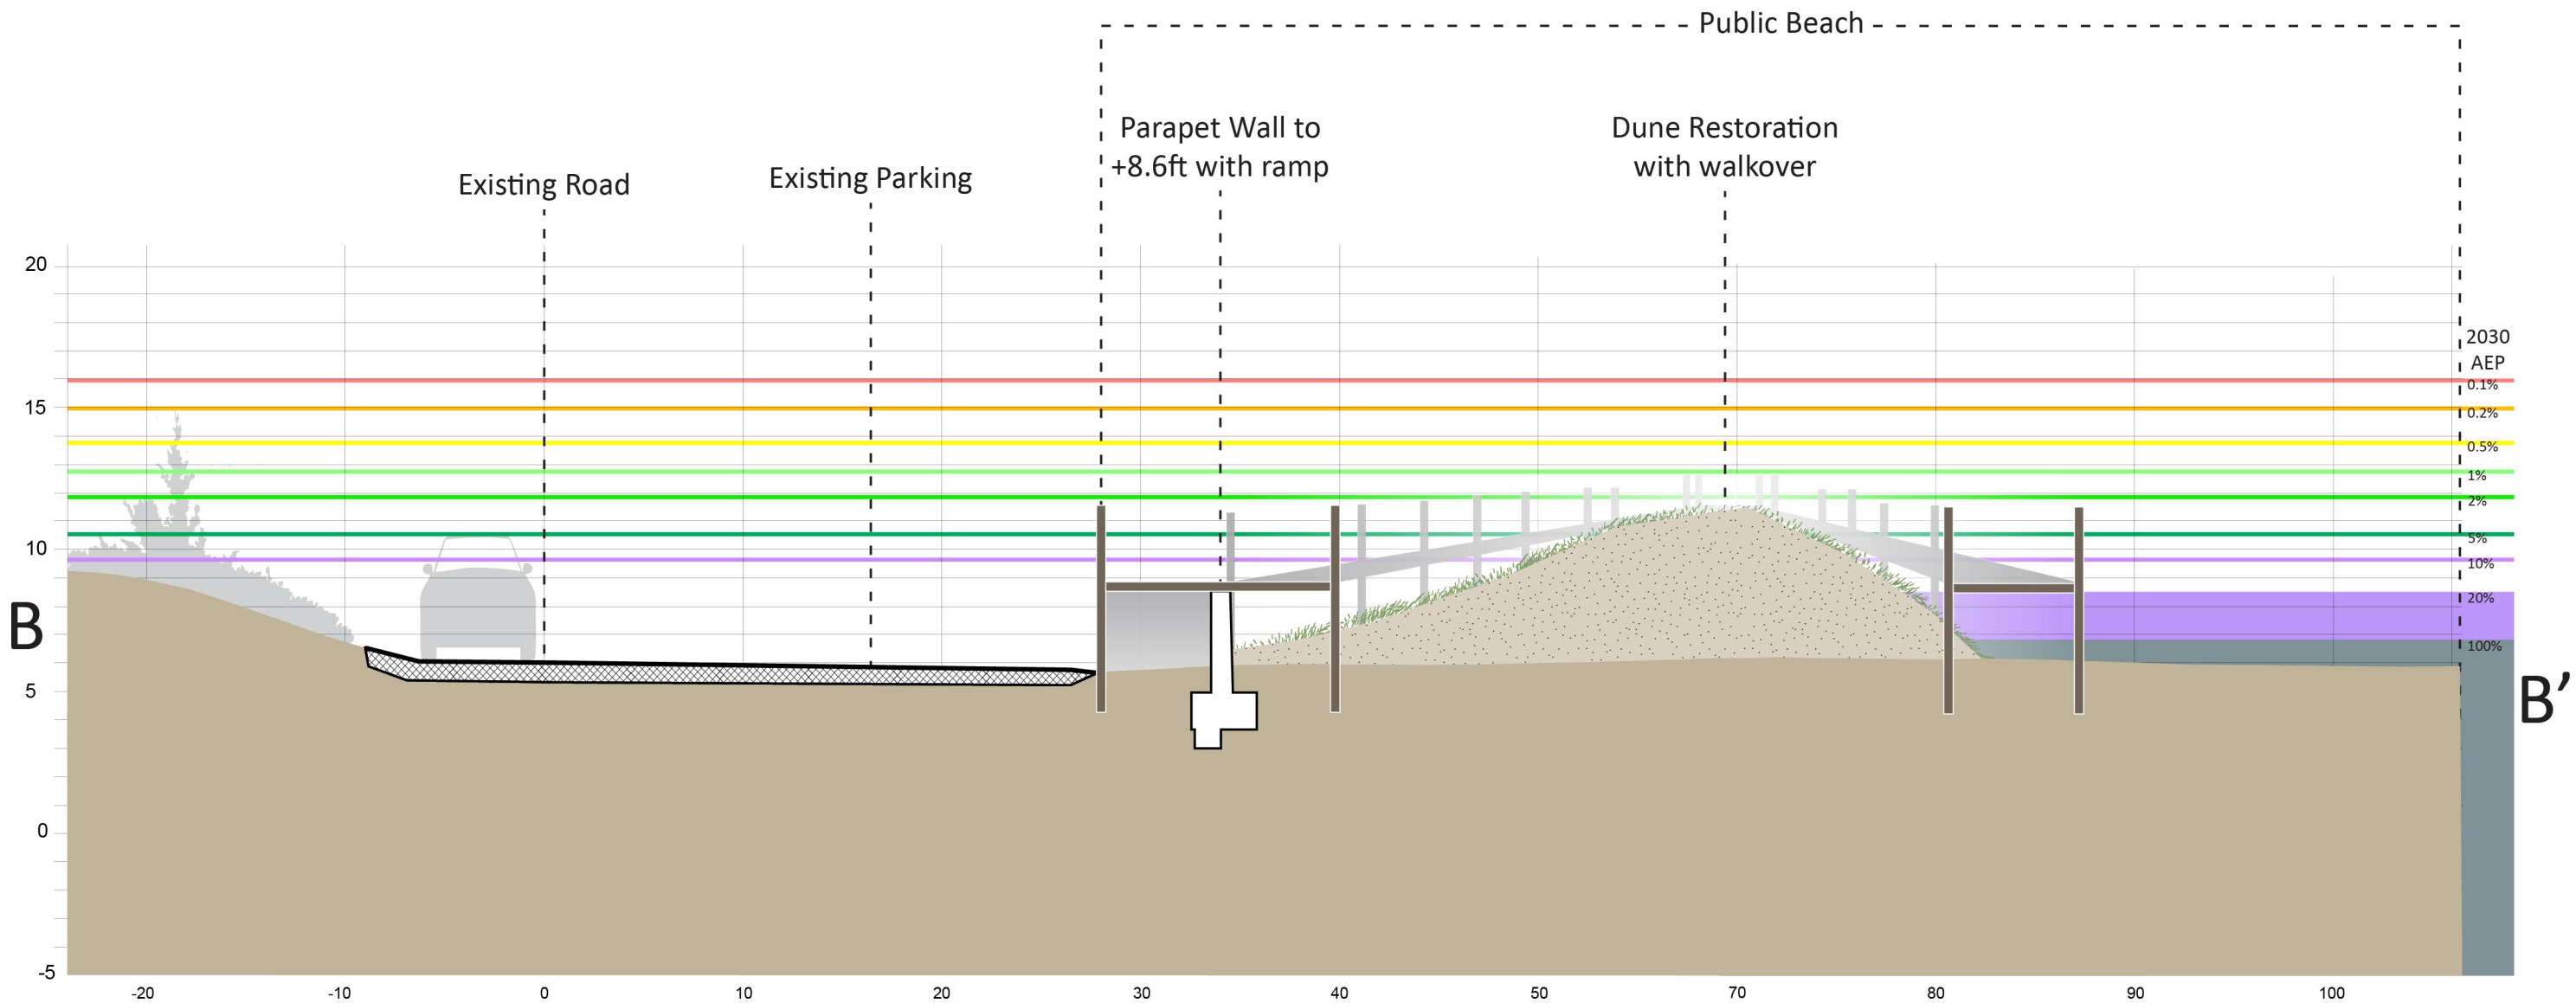 Public Beach
Parapet Wall to
+8.6ft with ramp
Dune Restoration
with walkover
Existing Road
Existing Parking
20
15
10
5
0
-5
2030
AEP
0.1%
0.2%
0.5%
1%
2%
5%
10%
20%
100%
B
B’
-20
-10
0
10
20
30
40
50
60
70
80
90
100